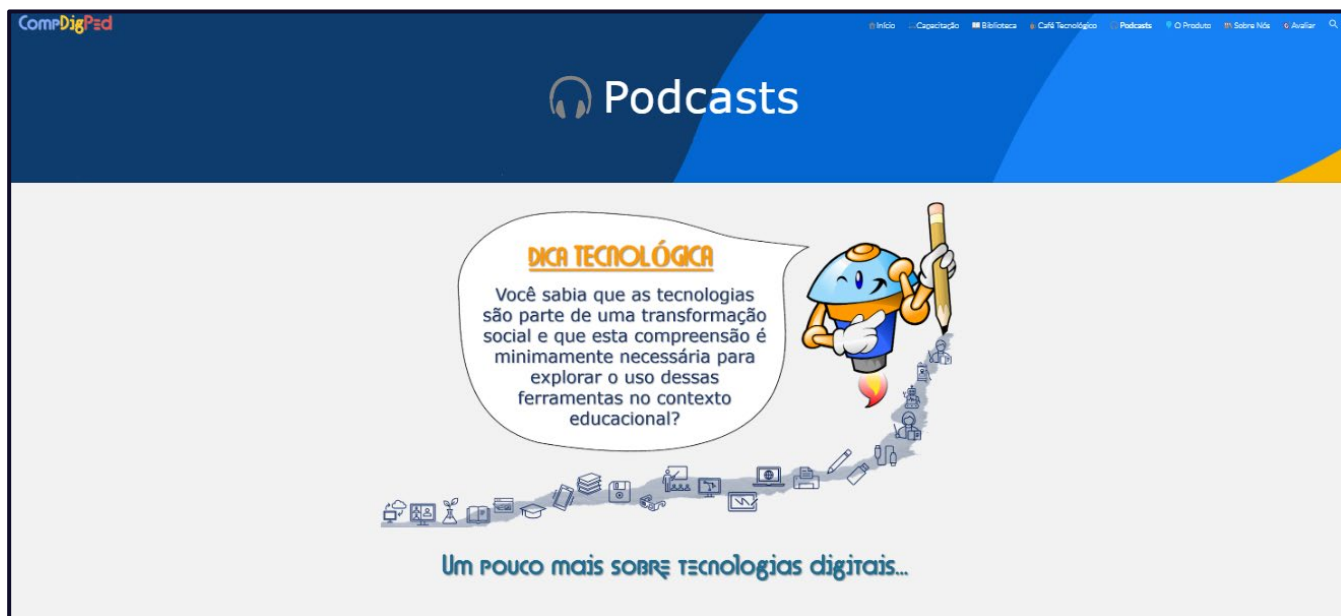 CompDigPed
Início Capacitação Biblioteca Café Tecnológico Podcasts O Produto Sobre Nós Avaliar
Podcasts
DICA TECNOLÓGICA
Você sabia que as tecnologias
são parte de uma transformação
social e que esta compreensão é
minimamente necessária para
explorar o uso dessas
ferramentas no contexto
educacional?
Um pouco mais sobre tecnologias digitais...